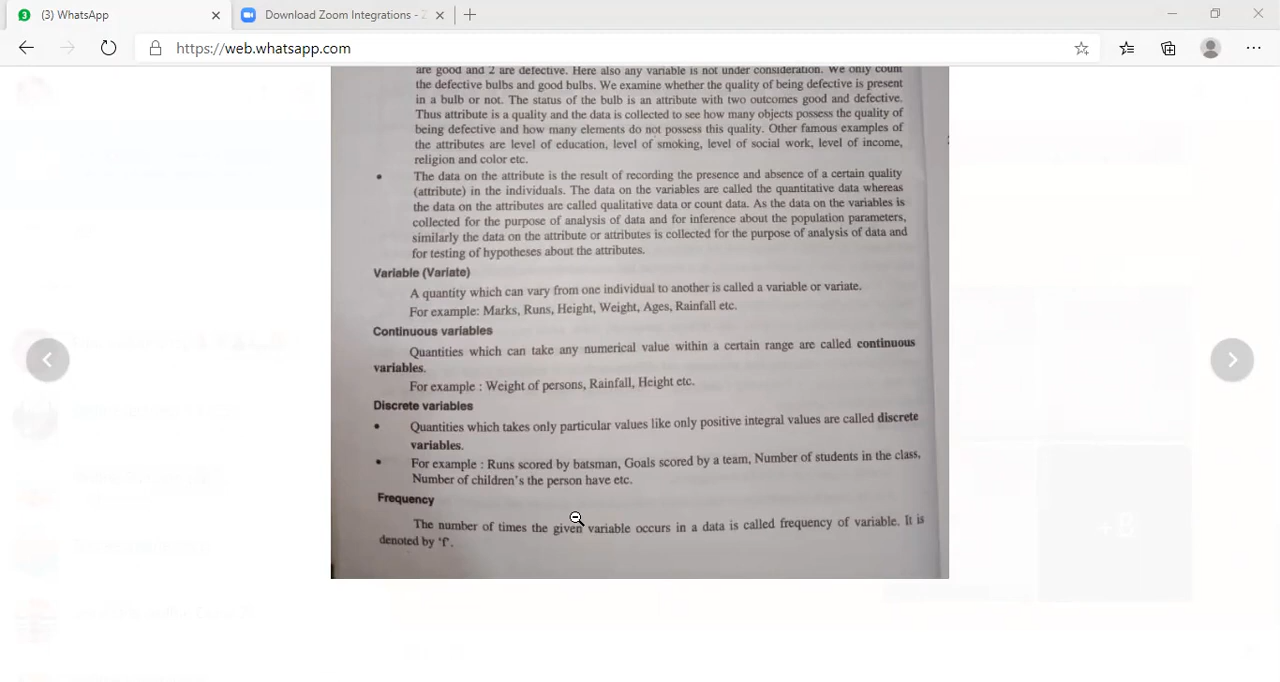 (3) WhatsApp
Download Zoom Integrations -
https://web.whatsapp.com
are good and 2 are defective. Here also any variable is not under consideration. We only count
the defective bulbs and good bulbs. We examine whether the quality of being defective is present
in a bulb or not. The status of the bulb is an attribute with two outcomes good and defective.
Thus attribute is a quality and the data is collected to see how many objects possess the quality of
being defective and how many elements do not possess this quality. Other famous examples of
the attributes are level of education, level of smoking, level of social work, level of income,
religion and color etc.
• The data on the attribute is the result of recording the presence and absence of a certain quality
(attribute) in the individuals. The data on the variables are called the quantitative data whereas
the data on the attributes are called qualitative data or count data. As the data on the variables is
collected for the purpose of analysis of data and for inference about the population parameters,
similarly the data on the attribute or attributes is collected for the purpose of analysis of data and
for testing of hypotheses about the attributes.
Variable (Variate)
A quantity which can vary from one individual to another is called a variable or variate.
For example: Marks, Runs, Height, Weight, Ages, Rainfall etc.
Continuous variables
Quantities which can take any numerical value within a certain range are called continuous
variables.
For example : Weight of persons, Rainfall, Height etc.
Discrete variables
• Quantities which takes only particular values like only positive integral values are called discrete
variables.
• For example : Runs scored by batsman, Goals scored by a team, Number of students in the class,
Number of children's the person have etc.
Frequency
The number of times the given variable occurs in a data is called frequency of variable. It is
denoted by 'f'.